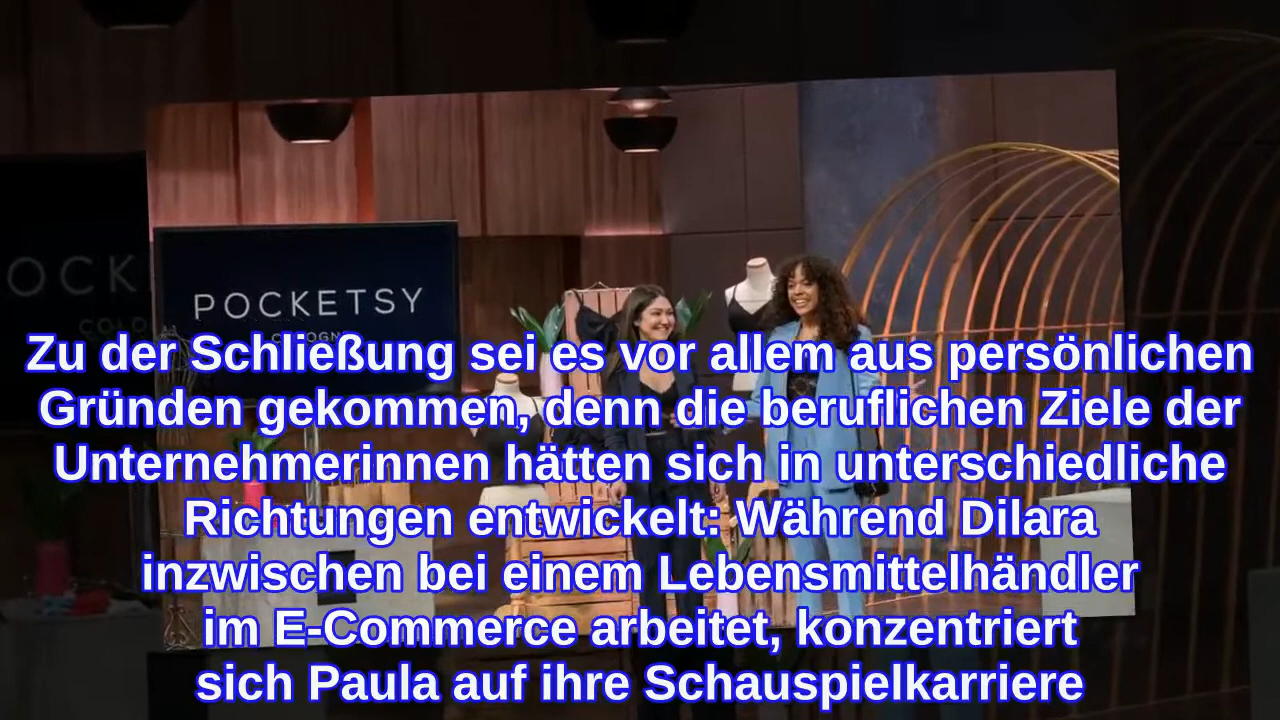 OCK
POCKETSY
COLOGNE
Zu der Schließung sei es vor allem aus persönlichen
Gründen gekommen, denn die beruflichen Ziele der
Unternehmerinnen hätten sich in unterschiedliche
Richtungen entwickelt: Während Dilara
inzwischen bei einem Lebensmittelhändler
im E-Commerce arbeitet, konzentriert
sich Paula auf ihre Schauspielkarriere